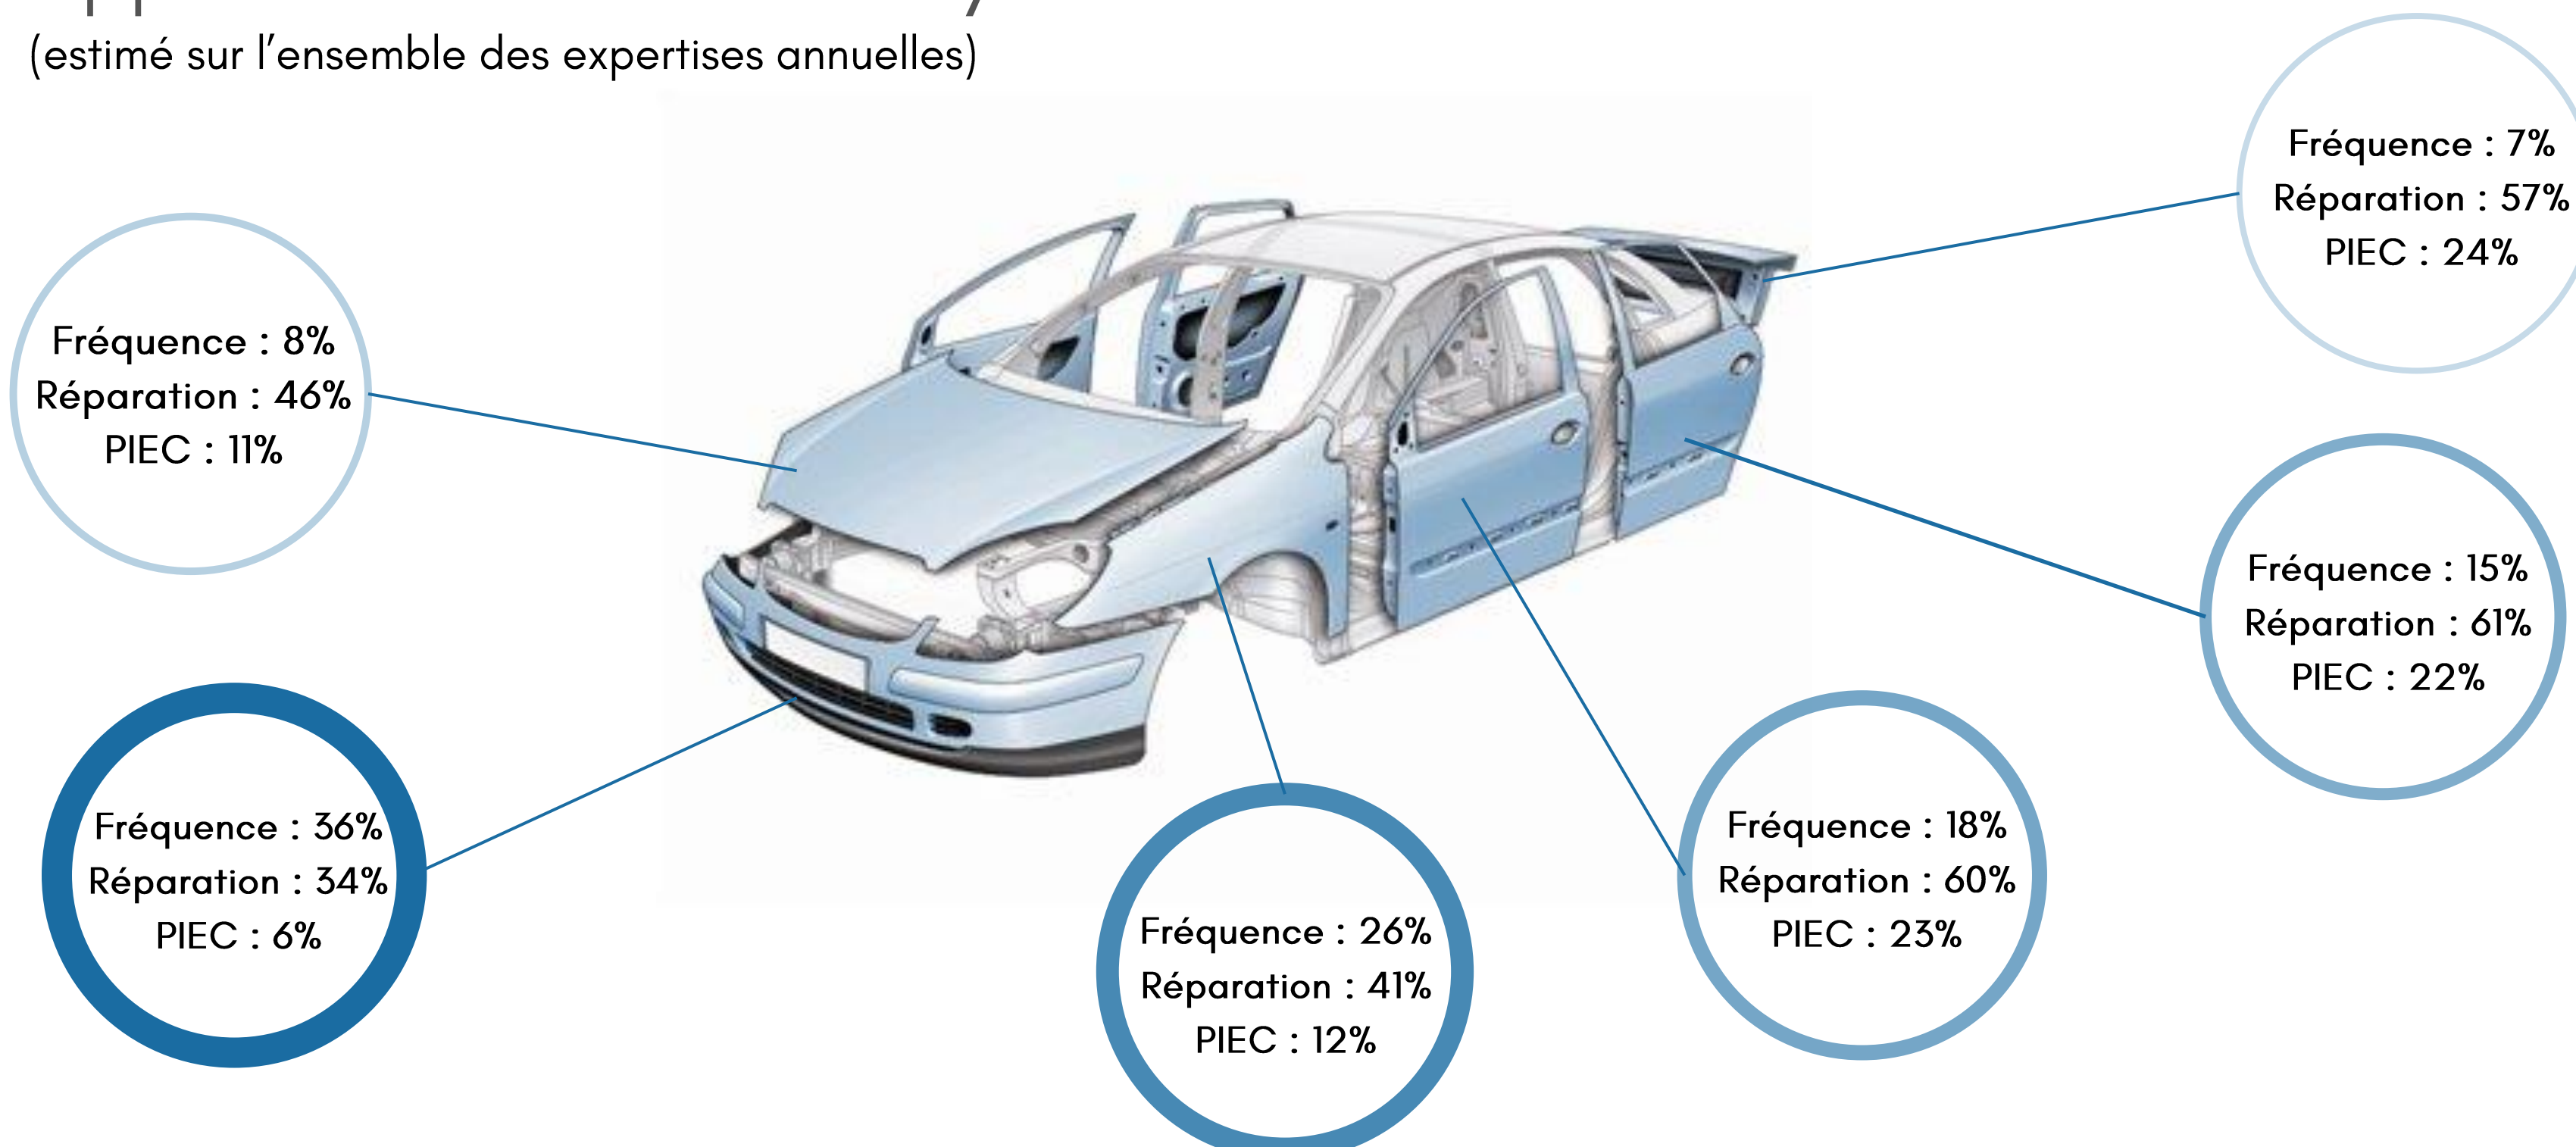 (estimé sur l’ensemble des expertises annuelles)
Fréquence : 7%
Réparation : 57%
PIEC : 24%
Fréquence : 8%
Réparation : 46%
PIEC : 11%
Fréquence : 15%
Réparation : 61%
PIEC : 22%
Fréquence : 36%
Réparation : 34%
PIEC : 6%
Fréquence : 18%
Réparation : 60%
PIEC : 23%
Fréquence : 26%
Réparation : 41%
PIEC : 12%